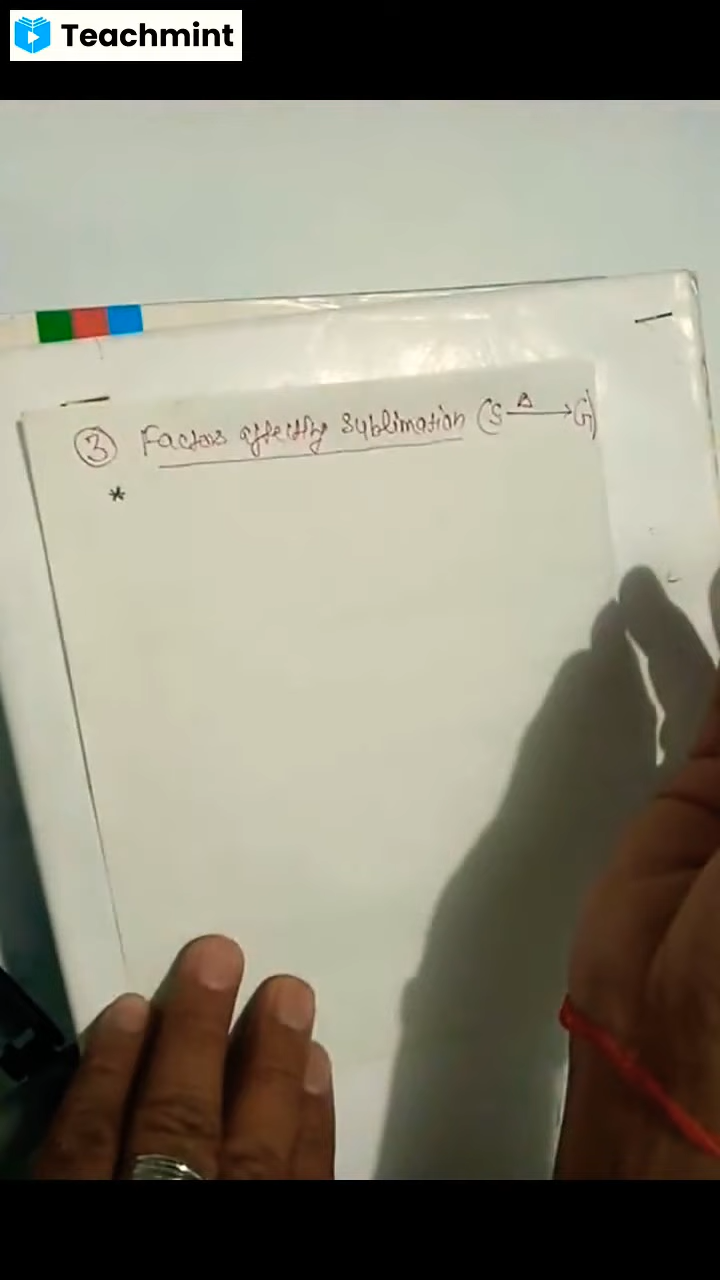 Teachmint
③ Factors affecting Sublimation (S —Δ→ G)
*